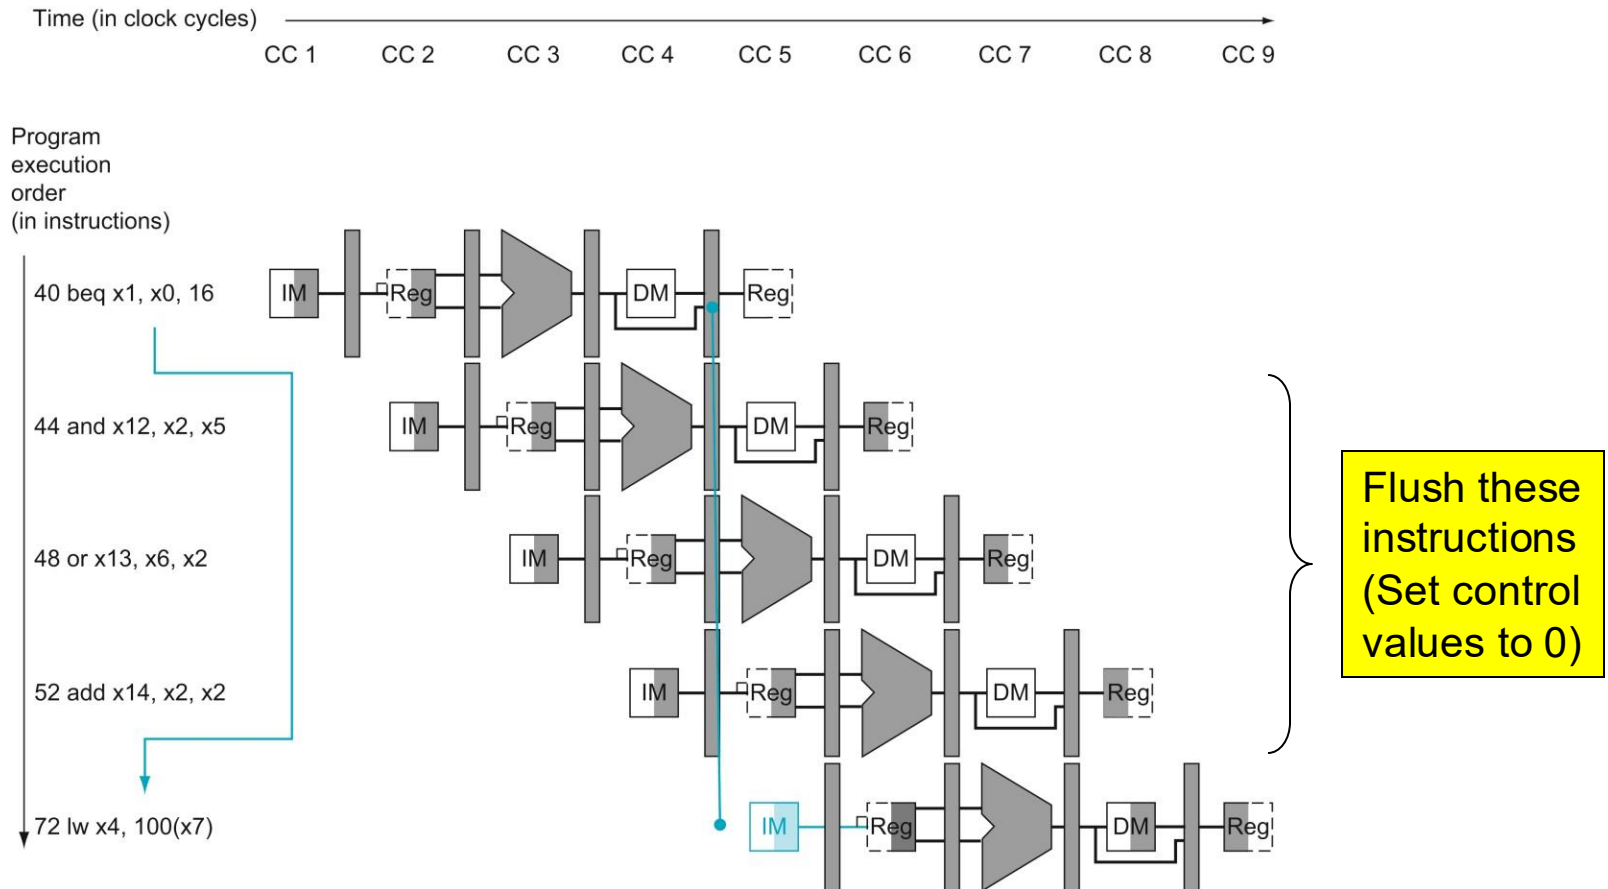 Time (in clock cycles)
CC 1 CC 2 CC 3 CC 4 CC 5 CC 6 CC 7 CC 8 CC 9
Program
execution
order
(in instructions)
40 beq x1, x0, 16 IM Reg DM Reg
44 and x12, x2, x5 IM Reg DM Reg
48 or x13, x6, x2 IM Reg DM Reg
52 add x14, x2, x2 IM Reg DM Reg
72 lw x4, 100(x7) IM Reg DM Reg
Flush these
instructions
(Set control
values to 0)